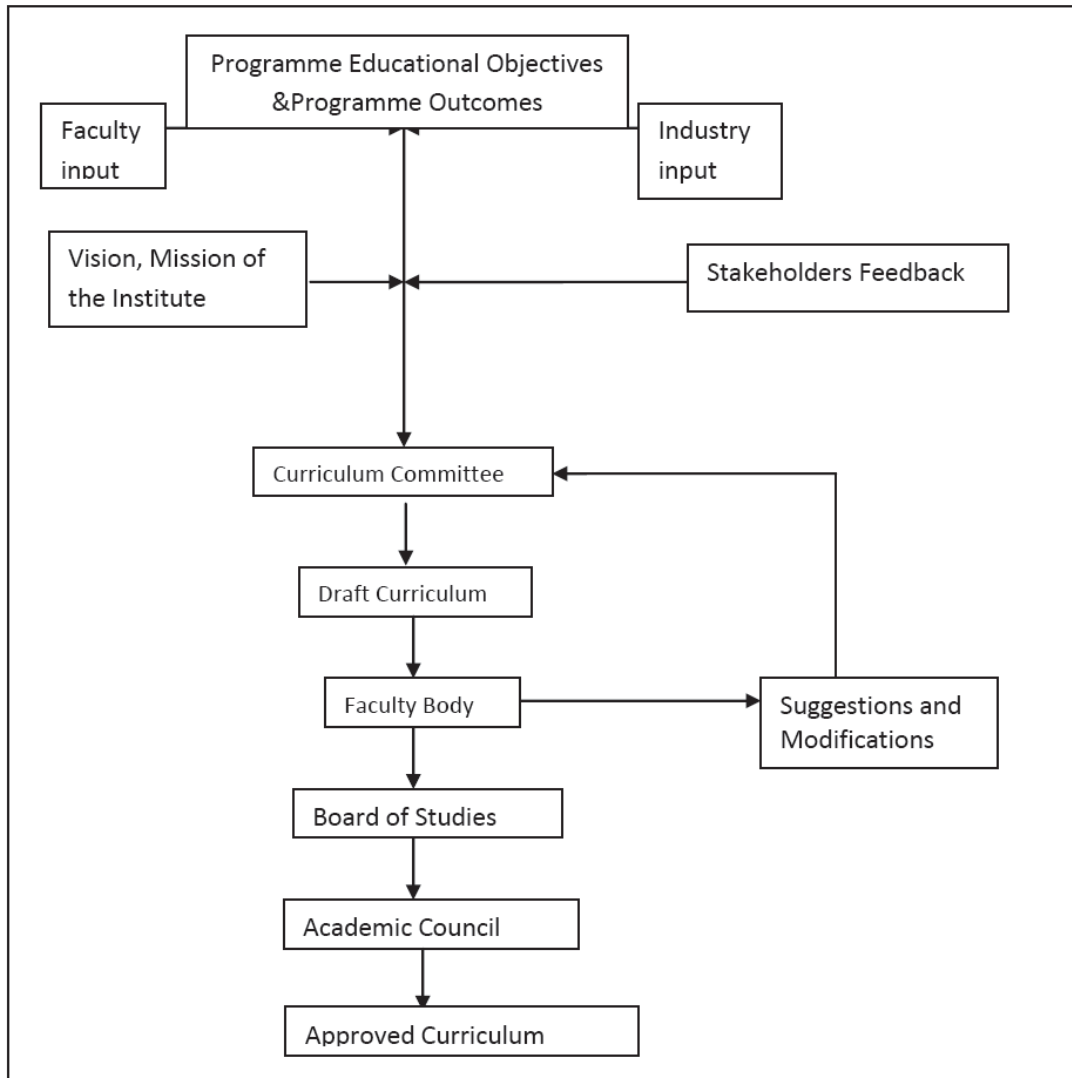 Programme Educational Objectives
&Programme Outcomes
Faculty
input
Industry
input
Vision, Mission of
the Institute
Stakeholders Feedback
Curriculum Committee
Draft Curriculum
Faculty Body
Suggestions and
Modifications
Board of Studies
Academic Council
Approved Curriculum